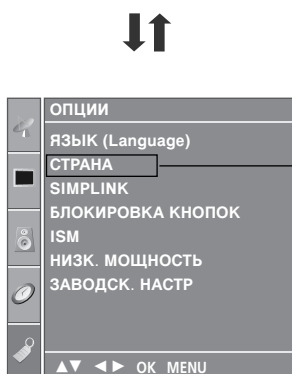 ОПЦИИ
ЯЗЫК (Language)
СТРАНА
SIMPLINK
БЛОКИРОВКА КНОПОК
ISM
НИЗК. МОЩНОСТЬ
ЗАВОДСК. НАСТР
▲▼ ◄► OK MENU